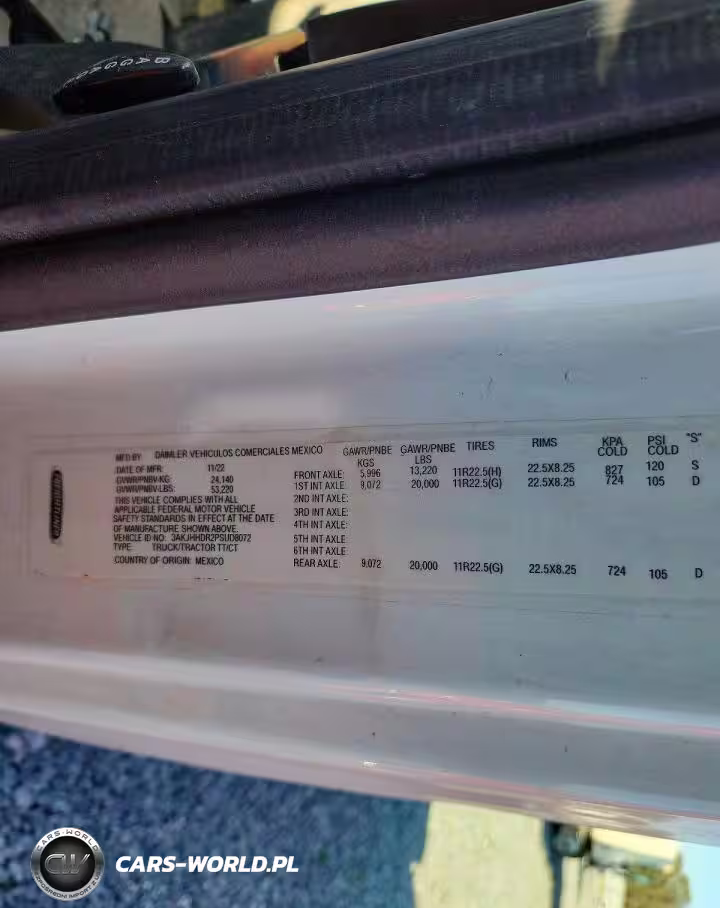 BAGGAGE
MFD BY DAIMLER VEHICULOS COMERCIALES MEXICO
DATE OF MFR: 11/22
GVWR/PNBV-KG: 24,140
GVWR/PNBV-LBS: 53,220
THIS VEHICLE COMPLIES WITH ALL
APPLICABLE FEDERAL MOTOR VEHICLE
SAFETY STANDARDS IN EFFECT AT THE DATE
OF MANUFACTURE SHOWN ABOVE.
VEHICLE ID NO: 3AKJHHDR2PSUD8072
TYPE: TRUCK/TRACTOR TT/CT
COUNTRY OF ORIGIN: MEXICO
GAWR/PNBE KGS GAWR/PNBE LBS TIRES RIMS KPA COLD PSI COLD "S"
FRONT AXLE: 5,996 13,220 11R22.5(H) 22.5X8.25 827 120 S
1ST INT AXLE: 9,072 20,000 11R22.5(G) 22.5X8.25 724 105 D
2ND INT AXLE:
3RD INT AXLE:
4TH INT AXLE:
5TH INT AXLE:
6TH INT AXLE:
REAR AXLE: 9,072 20,000 11R22.5(G) 22.5X8.25 724 105 D
FREIGHTLINER
CARS-WORLD
CW
CARS-WORLD.PL